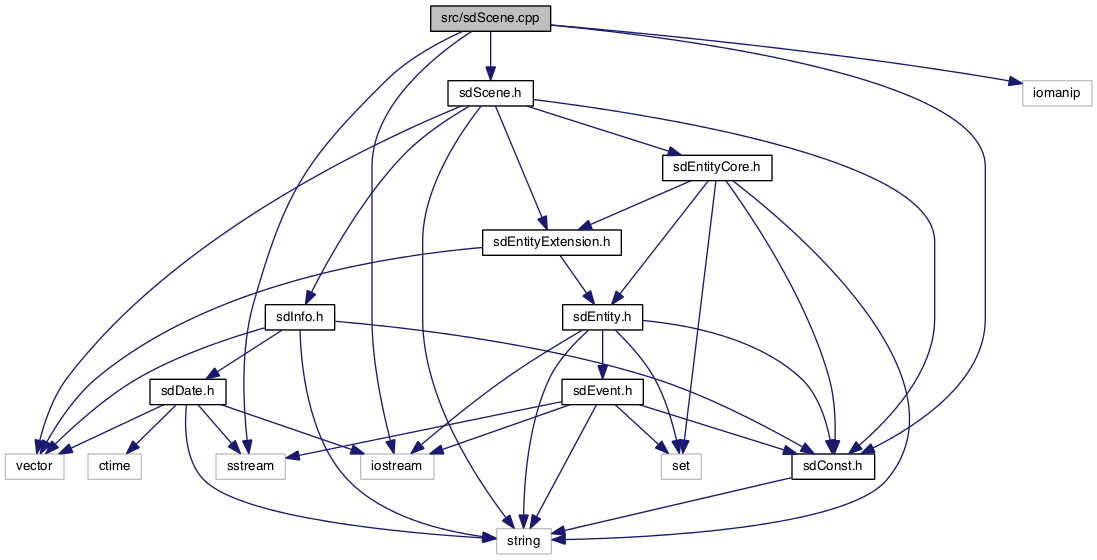 src/sdScene.cpp
sdScene.h
iomanip
sdEntityCore.h
sdEntityExtension.h
sdInfo.h
sdEntity.h
sdDate.h
sdEvent.h
vector
ctime
sstream
iostream
set
sdConst.h
string